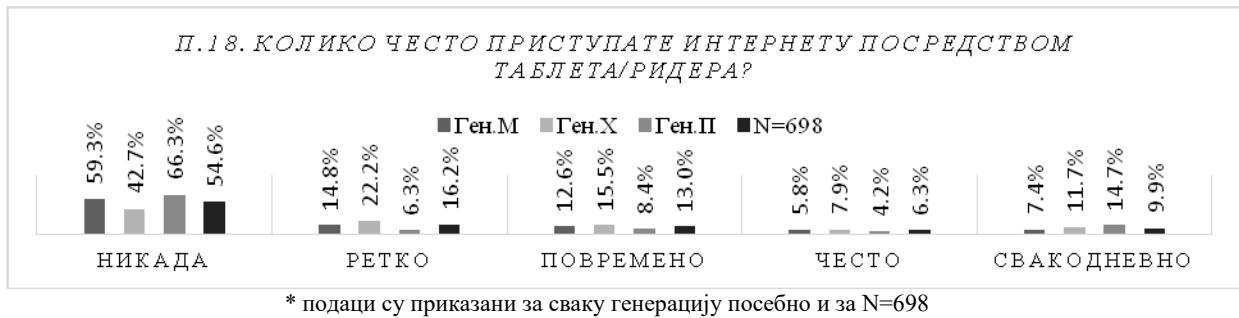 П.18. КОЛИКО ЧЕСТО ПРИСТУПАТЕ ИНТЕРНЕТУ ПОСРЕДСТВОМ
ТАБЛЕТА/РИДЕРА?
Ген.М Ген.Х Ген.П N=698
59.3% 42.7% 66.3% 54.6% 14.8% 22.2% 6.3% 16.2% 12.6% 15.5% 8.4% 13.0% 5.8% 7.9% 4.2% 6.3% 7.4% 11.7% 14.7% 9.9%
НИКАДА РЕТКО ПОВРЕМЕНО ЧЕСТО СВАКОДНЕВНО
* подаци су приказани за сваку генерацију посебно и за N=698